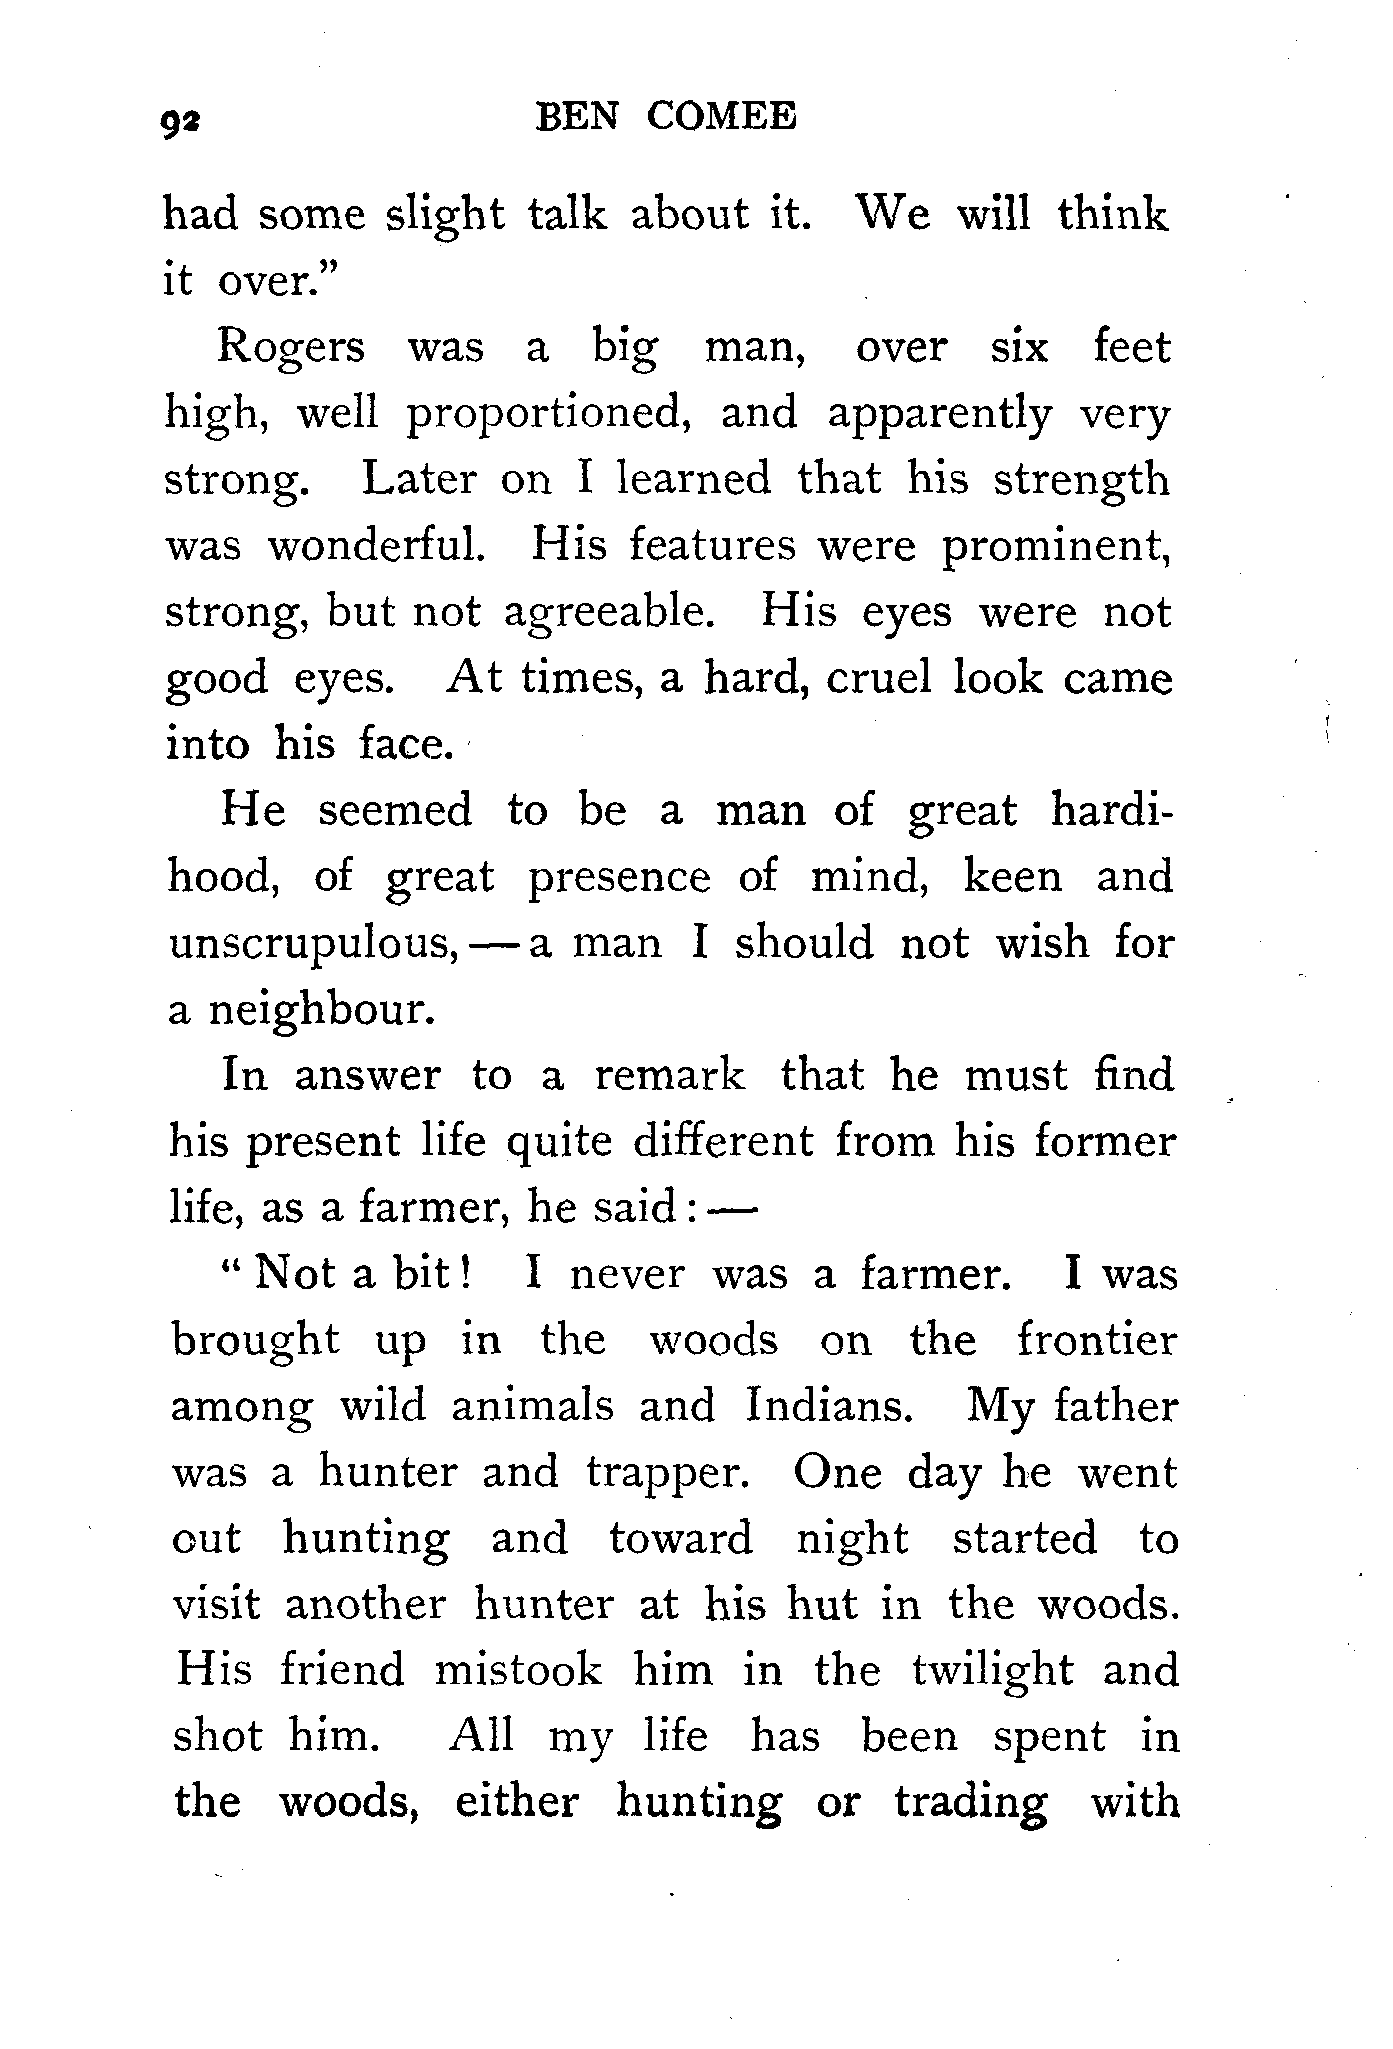 92 BEN COMEE
had some slight talk about it. We will think
it over.”
Rogers was a big man, over six feet
high, well proportioned, and apparently very
strong. Later on I learned that his strength
was wonderful. His features were prominent,
strong, but not agreeable. His eyes were not
good eyes. At times, a hard, cruel look came
into his face.
He seemed to be a man of great hardi-
hood, of great presence of mind, keen and
unscrupulous, — a man I should not wish for
a neighbour.
In answer to a remark that he must find
his present life quite different from his former
life, as a farmer, he said : —
“ Not a bit ! I never was a farmer. I was
brought up in the woods on the frontier
among wild animals and Indians. My father
was a hunter and trapper. One day he went
out hunting and toward night started to
visit another hunter at his hut in the woods.
His friend mistook him in the twilight and
shot him. All my life has been spent in
the woods, either hunting or trading with